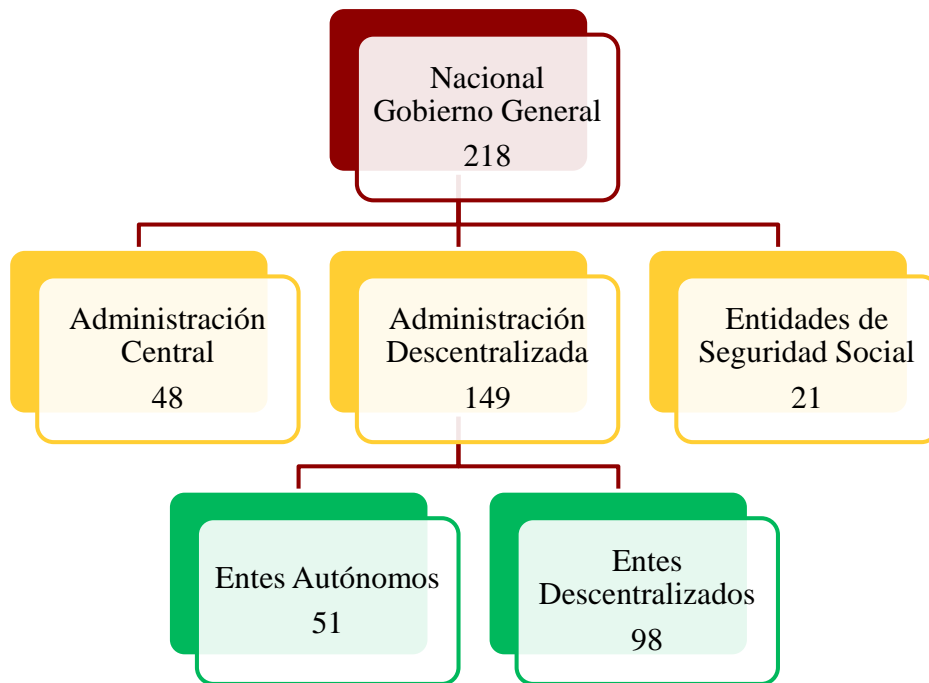 Nacional
Gobierno General
218
Administración
Central
48
Administración
Descentralizada
149
Entidades de
Seguridad Social
21
Entes Autónomos
51
Entes
Descentralizados
98